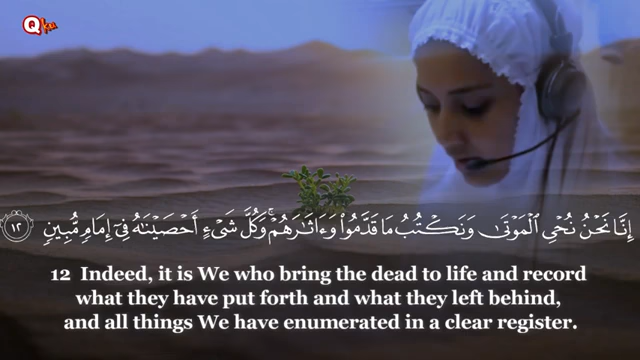 Q
إِنَّا نَحْنُ نُحْيِ الْمَوْتَىٰ وَنَكْتُبُ مَا قَدَّمُوا۟ وَءَاثَارَهُمْ ۚ وَكُلَّ شَىْءٍ أَحْصَيْنَاهُ فِىٓ إِمَامٍ مُّبِينٍ ١٢
12 Indeed, it is We who bring the dead to life and record
what they have put forth and what they left behind,
and all things We have enumerated in a clear register.